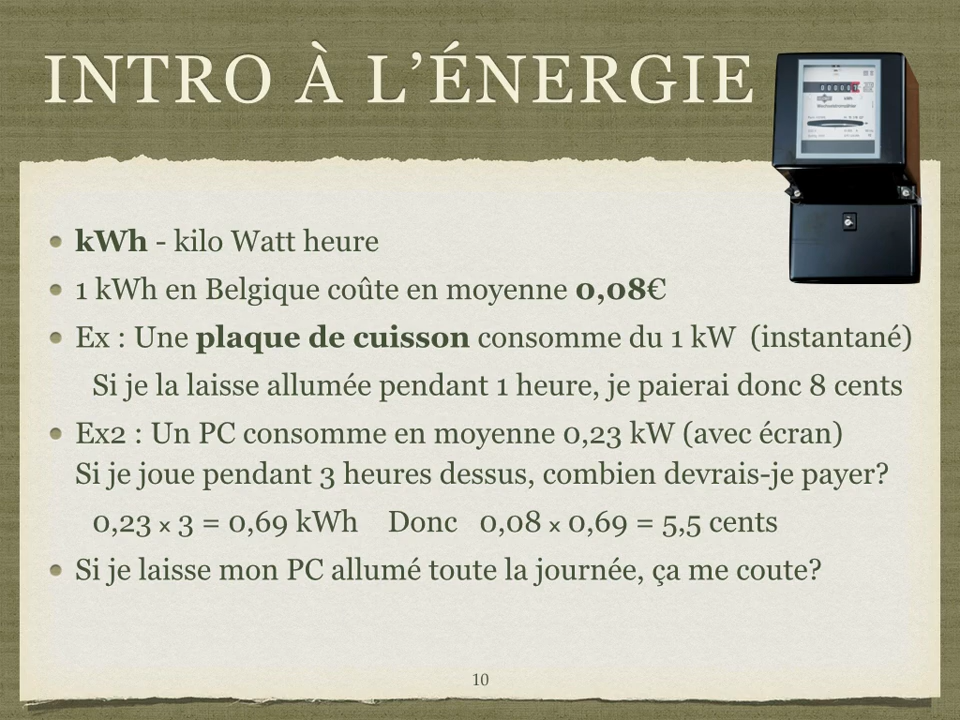 INTRO À L'ÉNERGIE
kWh - kilo Watt heure
1 kWh en Belgique coûte en moyenne 0,08€
Ex : Une plaque de cuisson consomme du 1 kW (instantané)
Si je la laisse allumée pendant 1 heure, je paierai donc 8 cents
Ex2 : Un PC consomme en moyenne 0,23 kW (avec écran)
Si je joue pendant 3 heures dessus, combien devrais-je payer?
0,23 × 3 = 0,69 kWh Donc 0,08 × 0,69 = 5,5 cents
Si je laisse mon PC allumé toute la journée, ça me coute?
10